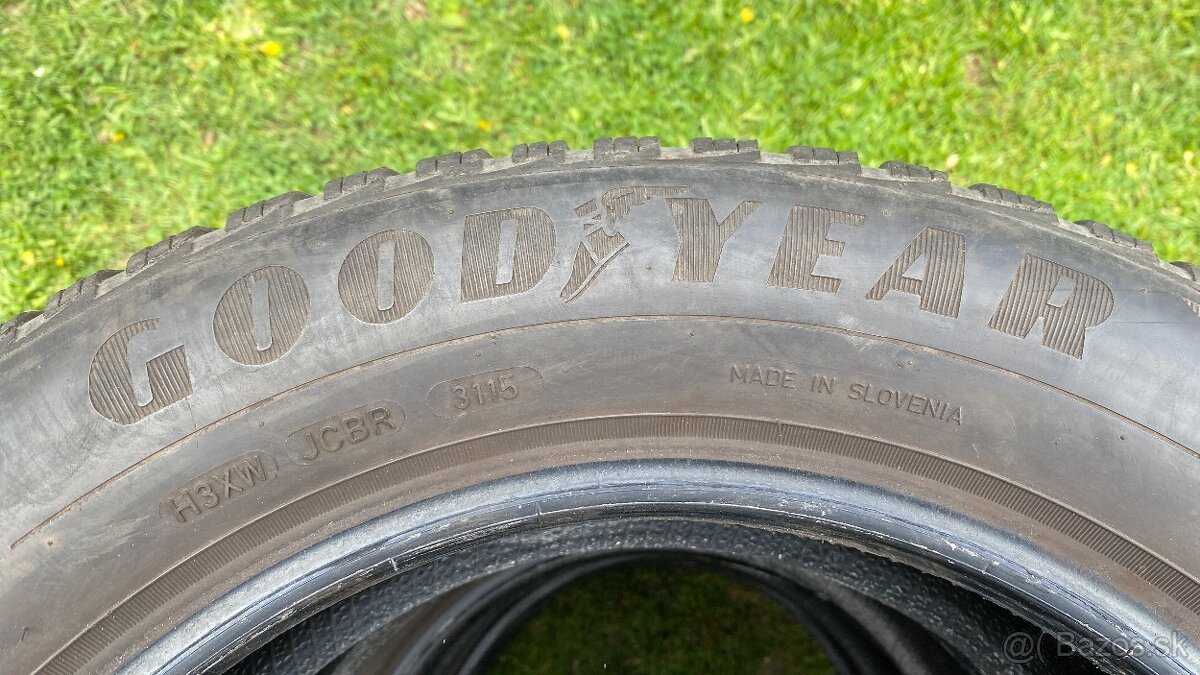 GOODYEAR
H3XW JCBR 3115
MADE IN SLOVENIA
@( Bazos.sk